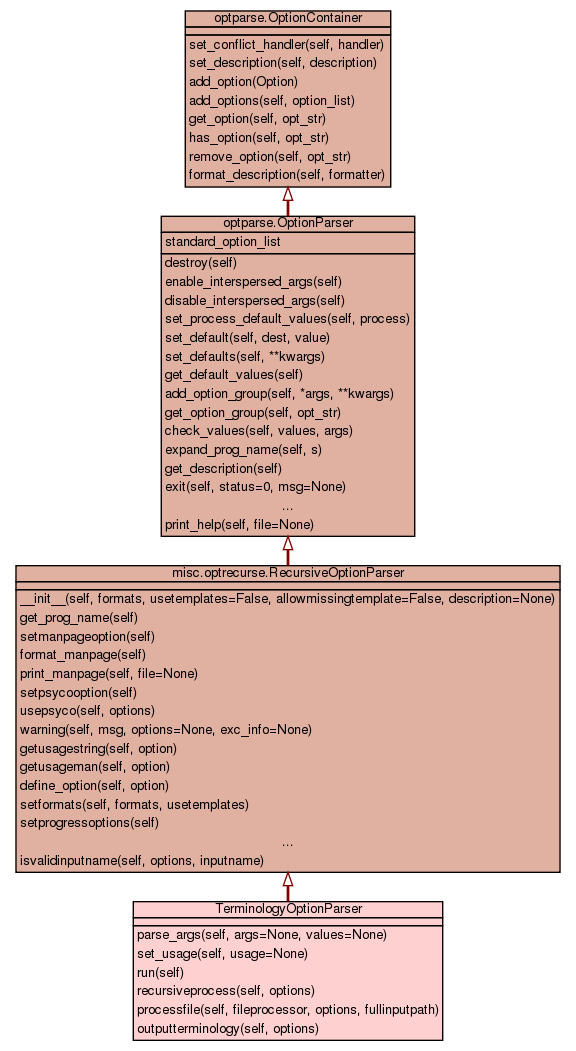 optparse.OptionContainer
set_conflict_handler(self, handler)
set_description(self, description)
add_option(Option)
add_options(self, option_list)
get_option(self, opt_str)
has_option(self, opt_str)
remove_option(self, opt_str)
format_description(self, formatter)
optparse.OptionParser
standard_option_list
destroy(self)
enable_interspersed_args(self)
disable_interspersed_args(self)
set_process_default_values(self, process)
set_default(self, dest, value)
set_defaults(self, **kwargs)
get_default_values(self)
add_option_group(self, *args, **kwargs)
get_option_group(self, opt_str)
check_values(self, values, args)
expand_prog_name(self, s)
get_description(self)
exit(self, status=0, msg=None)
...
print_help(self, file=None)
misc.optrecurse.RecursiveOptionParser
__init__(self, formats, usetemplates=False, allowmissingtemplate=False, description=None)
get_prog_name(self)
setmanpageoption(self)
format_manpage(self)
print_manpage(self, file=None)
setpsycooption(self)
usepsyco(self, options)
warning(self, msg, options=None, exc_info=None)
getusagestring(self, option)
getusageman(self, option)
define_option(self, option)
setformats(self, formats, usetemplates)
setprogressoptions(self)
...
isvalidinputname(self, options, inputname)
TerminologyOptionParser
parse_args(self, args=None, values=None)
set_usage(self, usage=None)
run(self)
recursiveprocess(self, options)
processfile(self, fileprocessor, options, fullinputpath)
outputterminology(self, options)